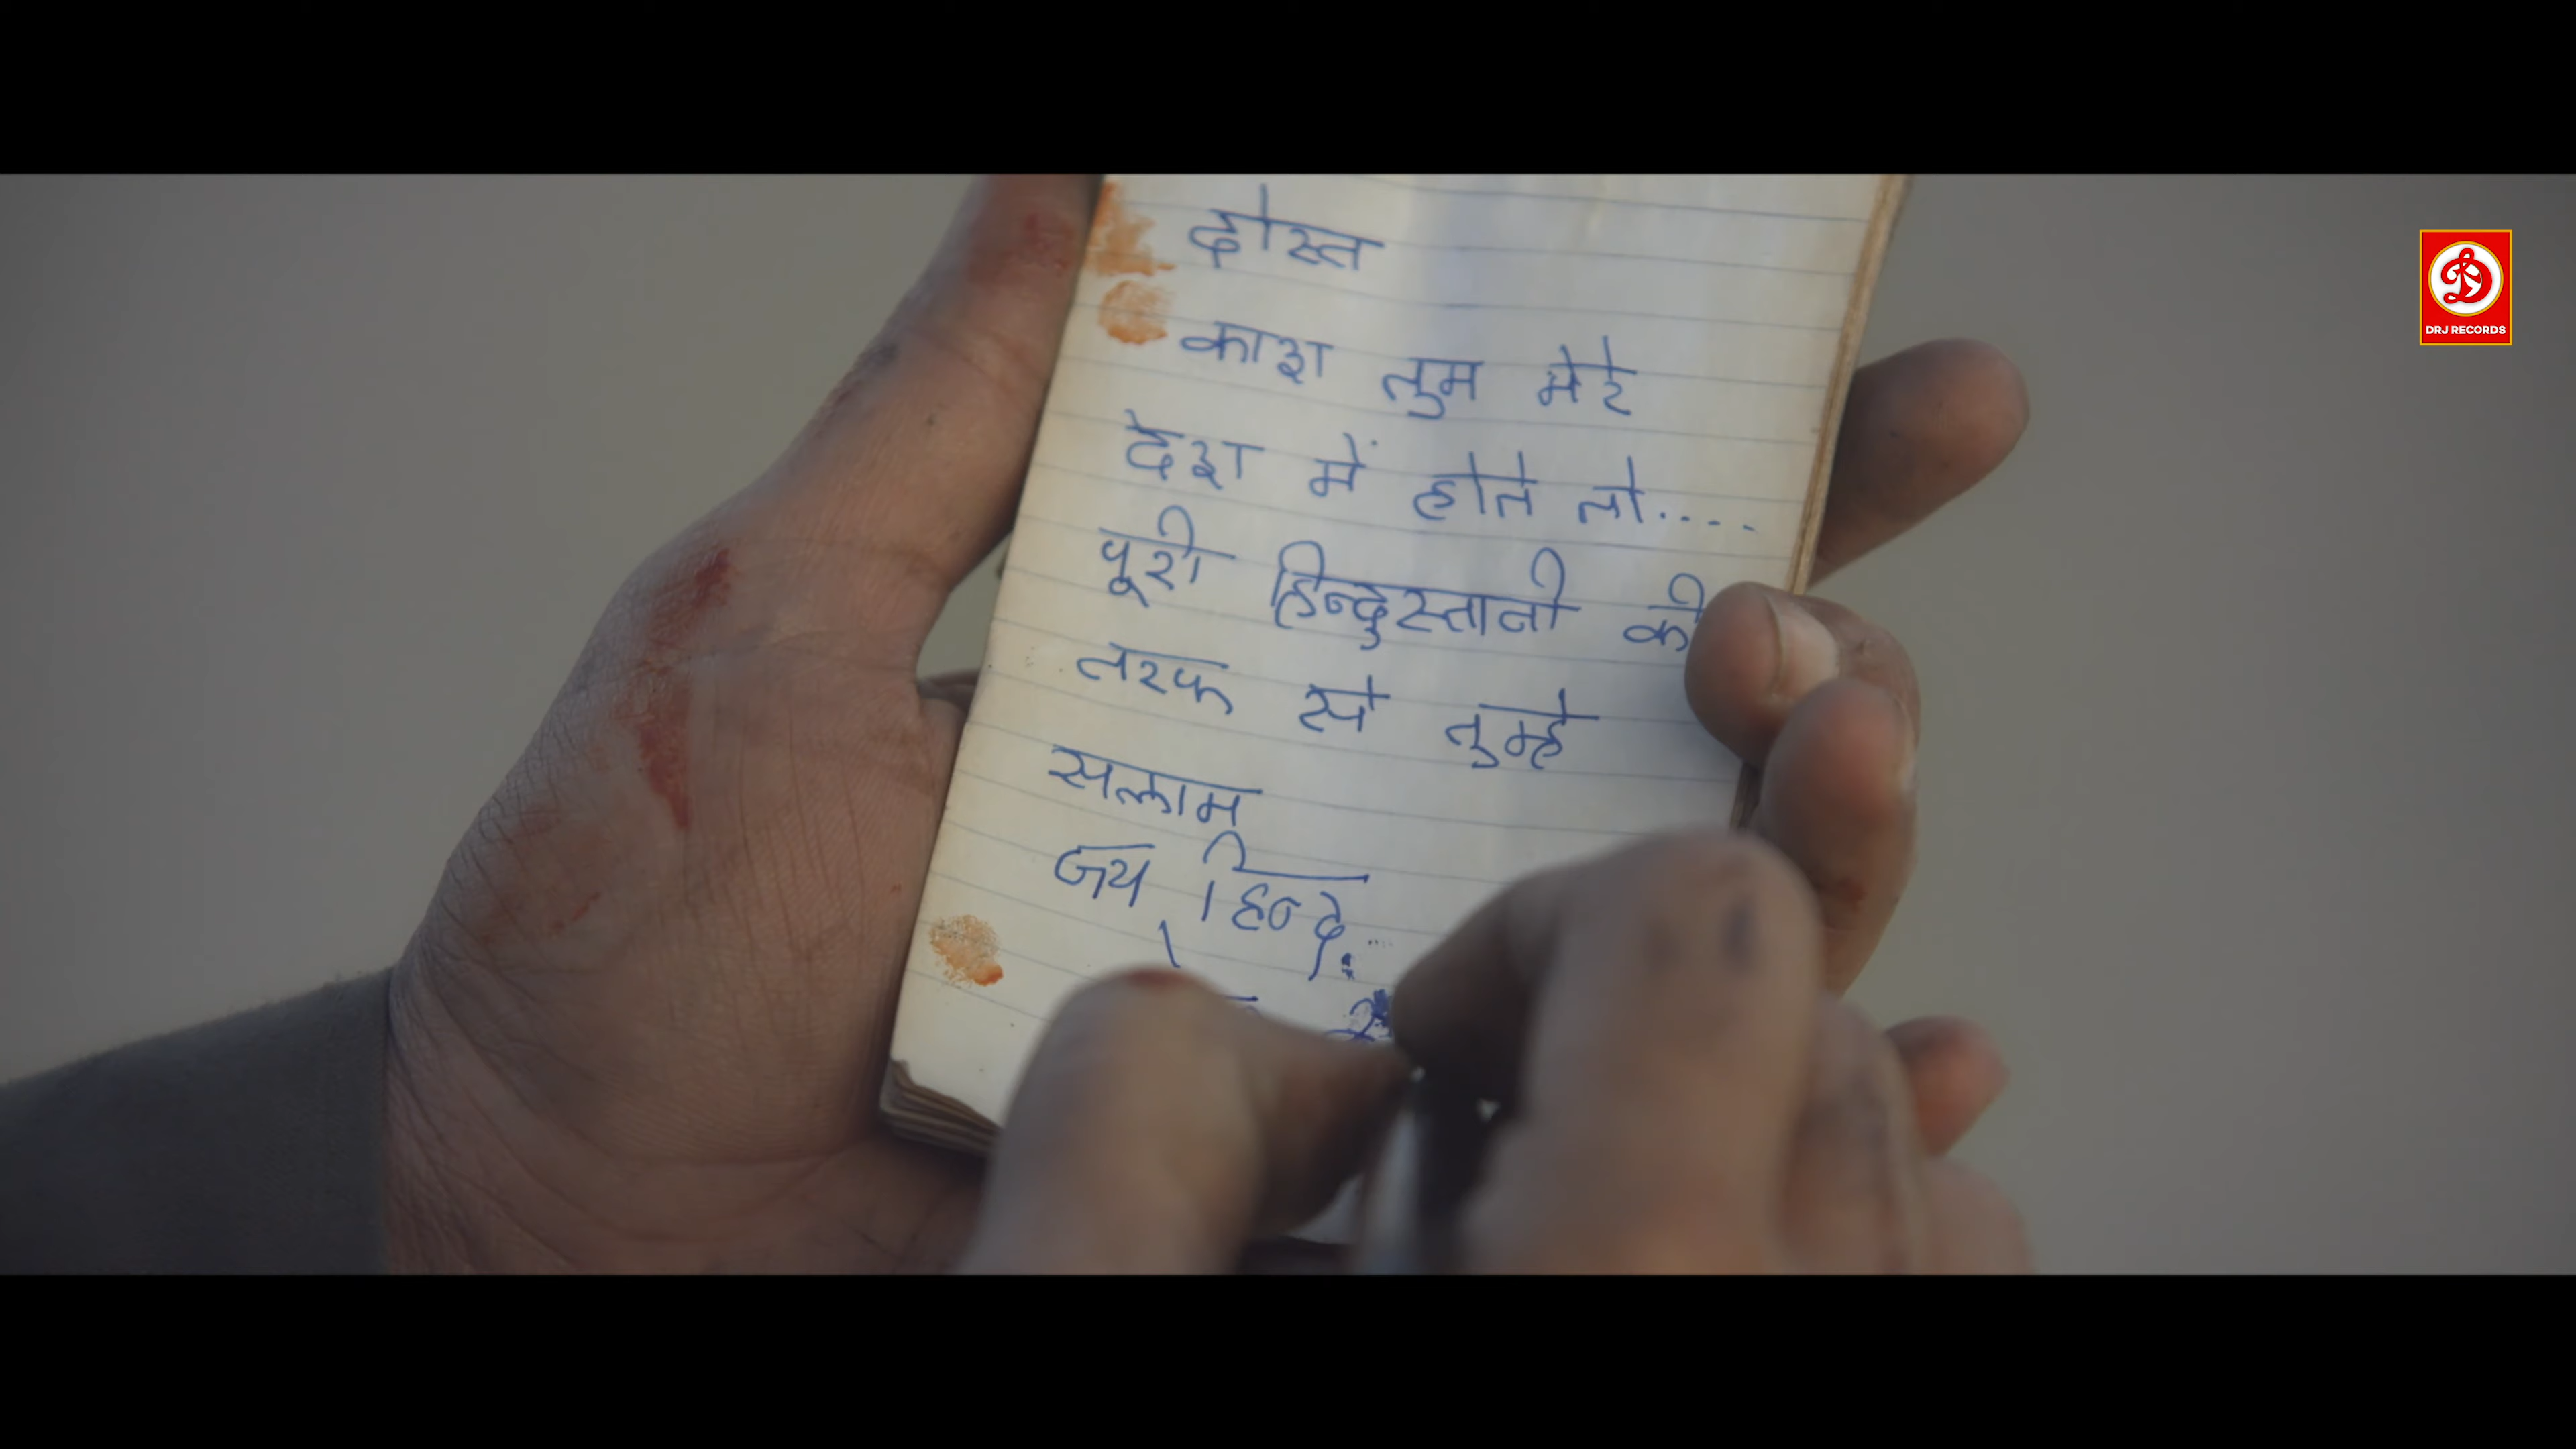 दोस्त
काश तुम मेरे
देश में होते तो....
पूरी हिन्दुस्तानी की
तरफ से तुम्हे
सलाम
जय हिन्द.
DRJ RECORDS